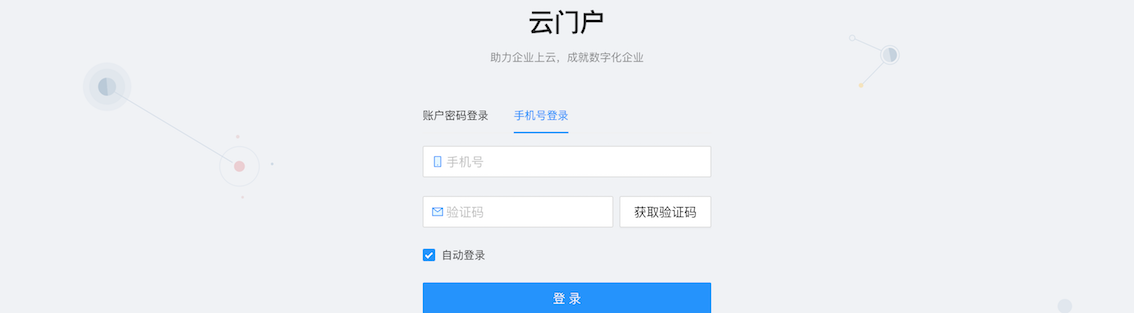 云门户
助力企业上云，成就数字化企业
账户密码登录 手机号登录
手机号
验证码 获取验证码
自动登录
登 录